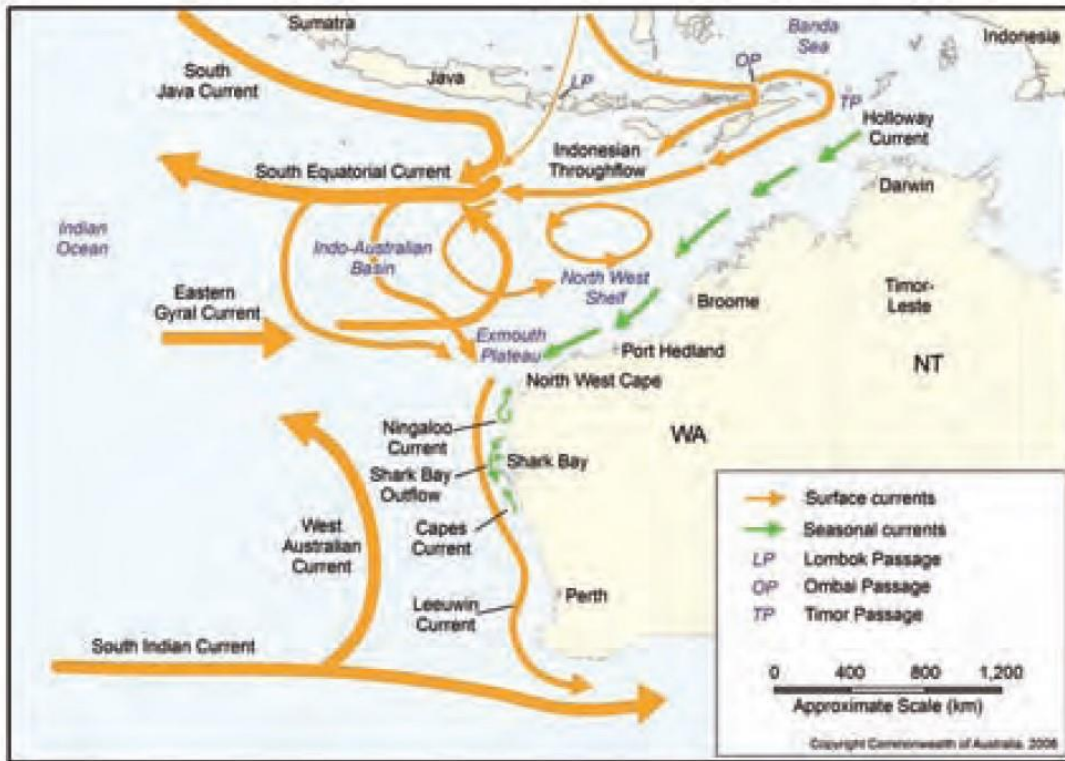 Sumatra
Banda
Sea
Indonesia
South
Java Current
Java
LP
OP
TP
Holloway
Current
Indonesian
Throughflow
South Equatorial Current
Darwin
Indian
Ocean
Indo-Australian
Basin
North West
Shelf
Eastern
Gyral Current
Broome
Timor-
Leste
Exmouth
Plateau
Port Hedland
NT
North West Cape
Ningaloo
Current
WA
Shark Bay
Shark Bay
Outflow
Capes
Current
West
Australian
Current
Leeuwin
Current
Perth
South Indian Current
Surface currents
Seasonal currents
LP Lombok Passage
OP Ombai Passage
TP Timor Passage
0 400 800 1,200
Approximate Scale (km)
Copyright Commonwealth of Australia, 2008